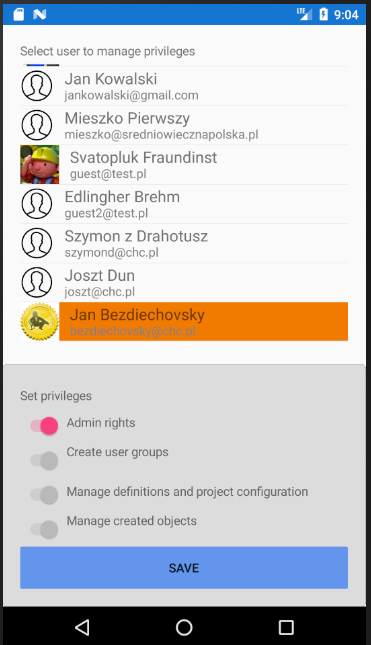 LTE 9:04
Select user to manage privileges
Jan Kowalski
jankowalski@gmail.com
Mieszko Pierwszy
mieszko@sredniowiecznapolska.pl
Svatopluk Fraundinst
guest@test.pl
Edlingher Brehm
guest2@test.pl
Szymon z Drahotusz
szymond@chc.pl
Joszt Dun
joszt@chc.pl
Jan Bezdiechovsky
bezdiechovsky@chc.pl
Set privileges
Admin rights
Create user groups
Manage definitions and project configuration
Manage created objects
SAVE